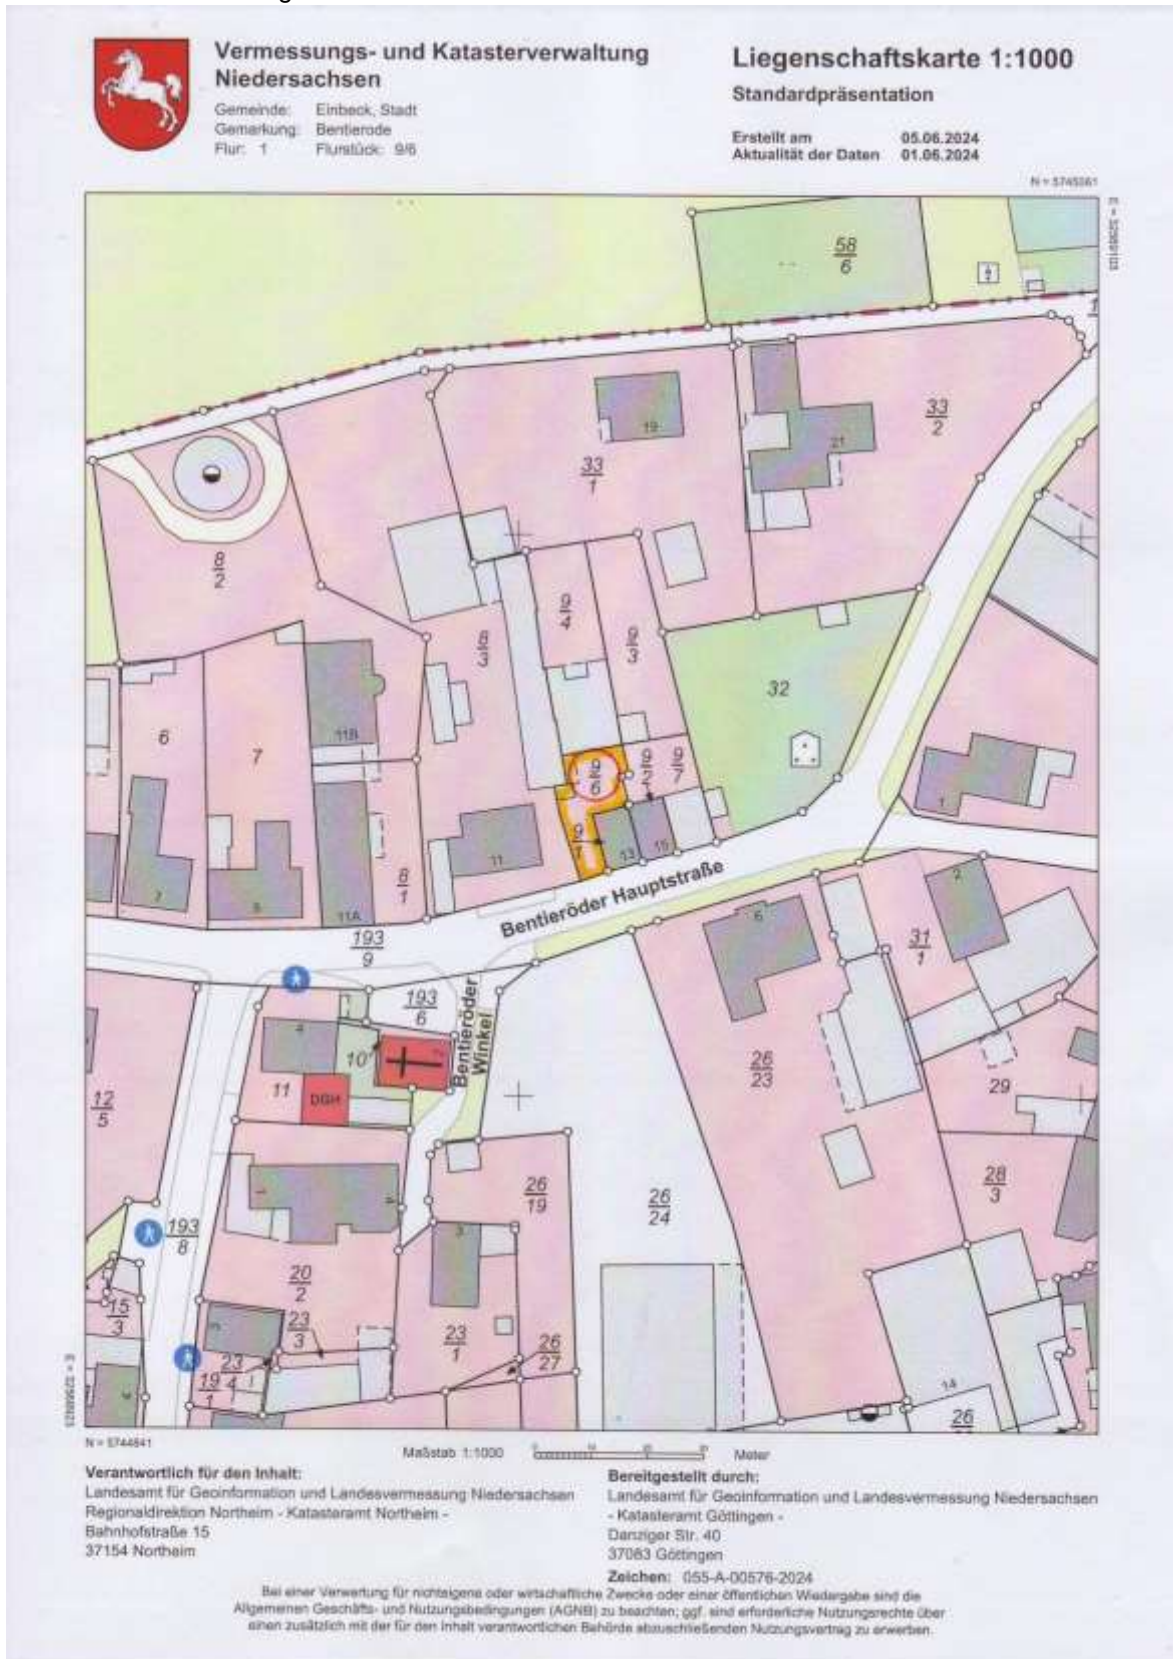 Vermessungs- und Katasterverwaltung
Niedersachsen
Gemeinde: Einbeck, Stadt
Gemarkung: Bentierode
Flur: 1 Flurstück: 9/6
Liegenschaftskarte 1:1000
Standardpräsentation
Erstellt am 05.06.2024
Aktualität der Daten 01.06.2024
58
6
33
2
19
21
33
1
8
2
9
4
8
3
9
3
32
6
7
11B
9
6
9
2
9
7
11
13
15
1
8
1
7
11A
Bentieröder Hauptstraße
193
9
2
6
31
1
193
6
Bentieröder
Winkel
4
10
11
DGH
26
23
29
12
5
26
19
26
24
28
3
193
8
3
20
2
23
3
15
3
23
1
26
27
23
4
19
1
14
26
Maßstab 1:1000 Meter
Verantwortlich für den Inhalt:
Landesamt für Geoinformation und Landesvermessung Niedersachsen
Regionaldirektion Northeim - Katasteramt Northeim -
Bahnhofstraße 15
37154 Northeim
Bereitgestellt durch:
Landesamt für Geoinformation und Landesvermessung Niedersachsen
- Katasteramt Göttingen -
Danziger Str. 40
37083 Göttingen
Zeichen: 055-A-00576-2024
Bei einer Verwertung für nichteigene oder wirtschaftliche Zwecke oder einer öffentlichen Wiedergabe sind die
Allgemeinen Geschäfts- und Nutzungsbedingungen (AGNB) zu beachten; ggf. sind erforderliche Nutzungsrechte über
einen zusätzlich mit der für den Inhalt verantwortlichen Behörde abzuschließenden Nutzungsvertrag zu erwerben.